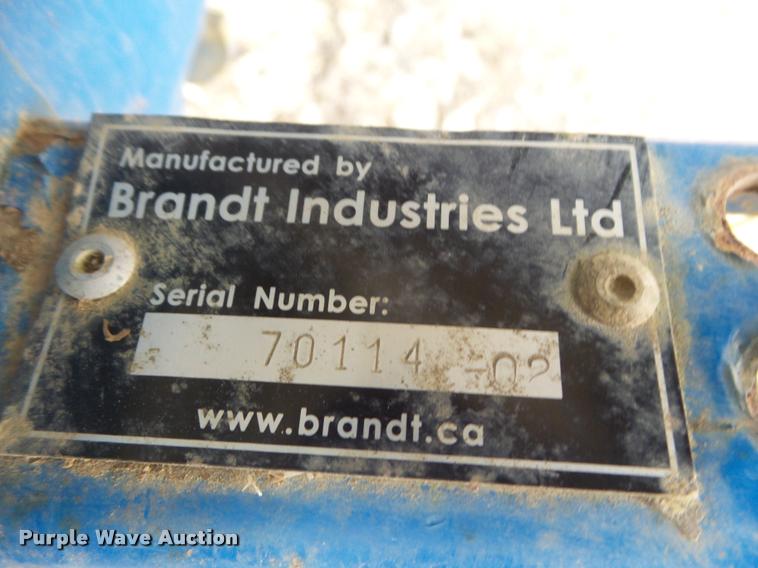 Manufactured by
Brandt Industries Ltd
Serial Number:
- 70114 -02
www.brandt.ca
Purple Wave Auction